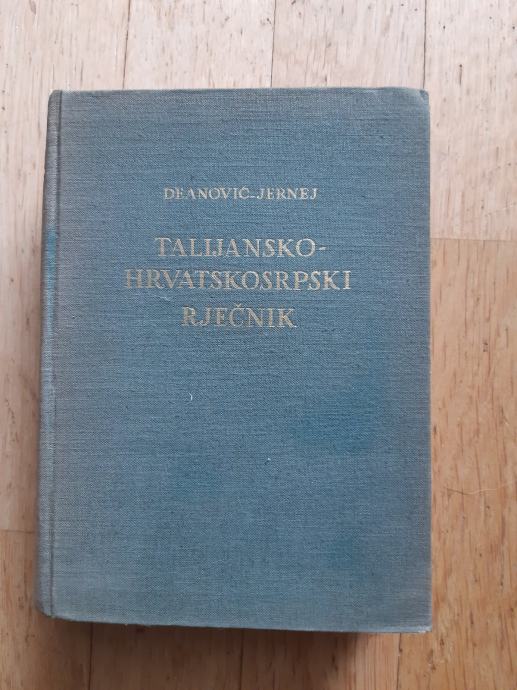 DEANOVIĆ-JERNEJ
TALIJANSKO-
HRVATSKOSRPSKI
RJEČNIK